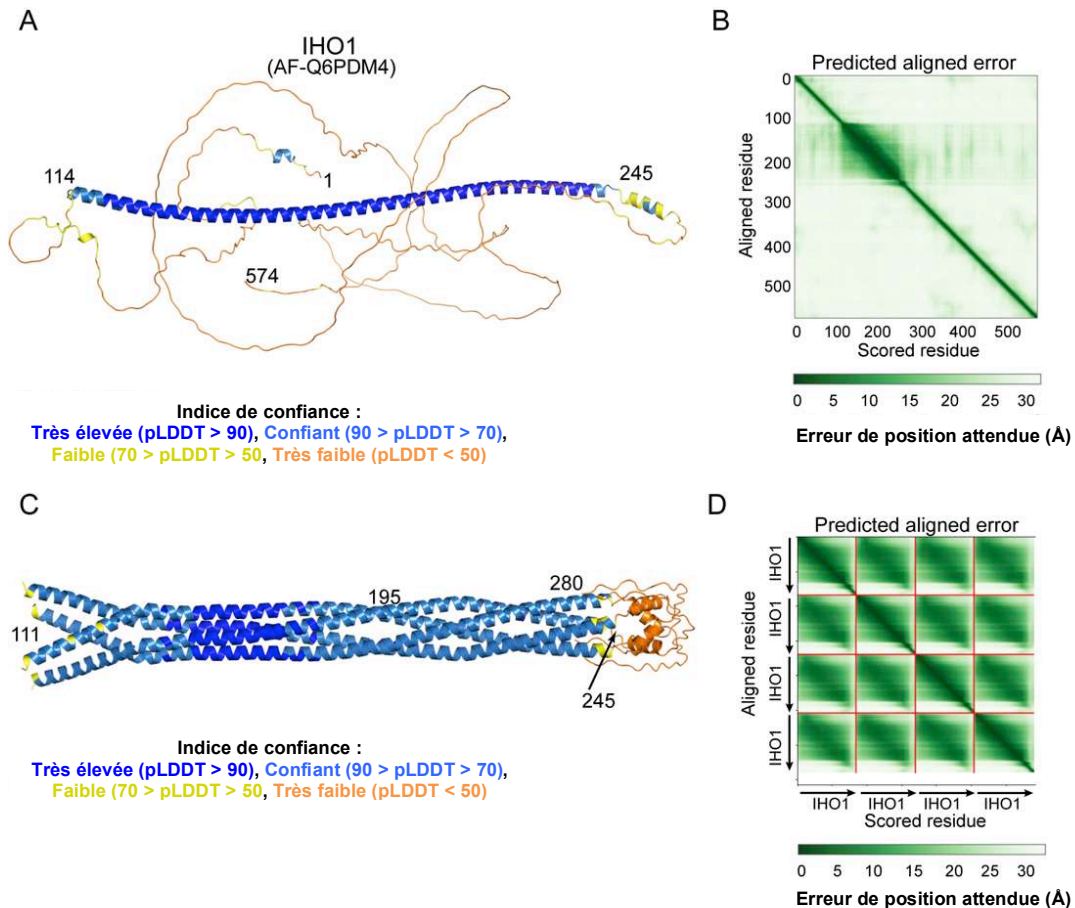 A
IHO1
(AF-Q6PDM4)
114
1
245
574
Indice de confiance :
Très élevée (pLDDT > 90), Confiant (90 > pLDDT > 70),
Faible (70 > pLDDT > 50, Très faible (pLDDT < 50)
B
Predicted aligned error
0
100
200
300
400
500
Aligned residue
0 100 200 300 400 500
Scored residue
0 5 10 15 20 25 30
Erreur de position attendue (Å)
C
111
195
280
245
Indice de confiance :
Très élevée (pLDDT > 90), Confiant (90 > pLDDT > 70),
Faible (70 > pLDDT > 50, Très faible (pLDDT < 50)
D
Predicted aligned error
IHO1
IHO1
IHO1
IHO1
Aligned residue
IHO1 IHO1 IHO1 IHO1
Scored residue
0 5 10 15 20 25 30
Erreur de position attendue (Å)